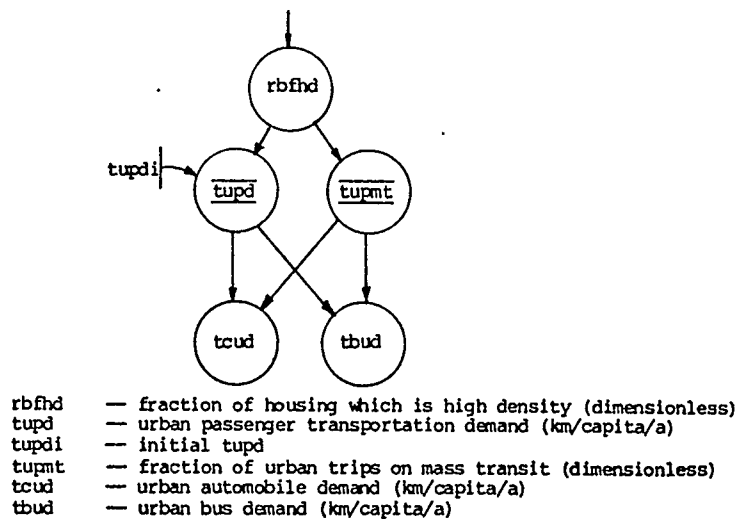 rbfhd
tupdi
tupd
tupmt
tcud
tbud
rbfhd — fraction of housing which is high density (dimensionless)
tupd — urban passenger transportation demand (km/capita/a)
tupdi — initial tupd
tupmt — fraction of urban trips on mass transit (dimensionless)
tcud — urban automobile demand (km/capita/a)
tbud — urban bus demand (km/capita/a)